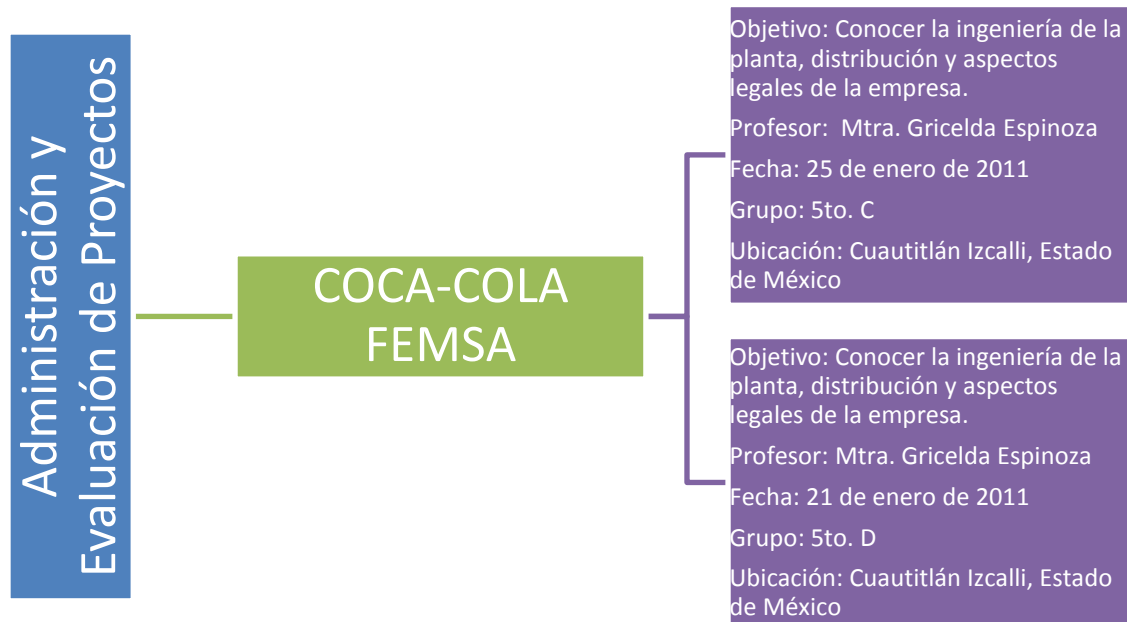 Administración y
Evaluación de Proyectos
COCA-COLA
FEMSA
Objetivo: Conocer la ingeniería de la
planta, distribución y aspectos
legales de la empresa.
Profesor:  Mtra. Gricelda Espinoza
Fecha: 25 de enero de 2011
Grupo: 5to. C
Ubicación: Cuautitlán Izcalli, Estado
de México
Objetivo: Conocer la ingeniería de la
planta, distribución y aspectos
legales de la empresa.
Profesor: Mtra. Gricelda Espinoza
Fecha: 21 de enero de 2011
Grupo: 5to. D
Ubicación: Cuautitlán Izcalli, Estado
de México